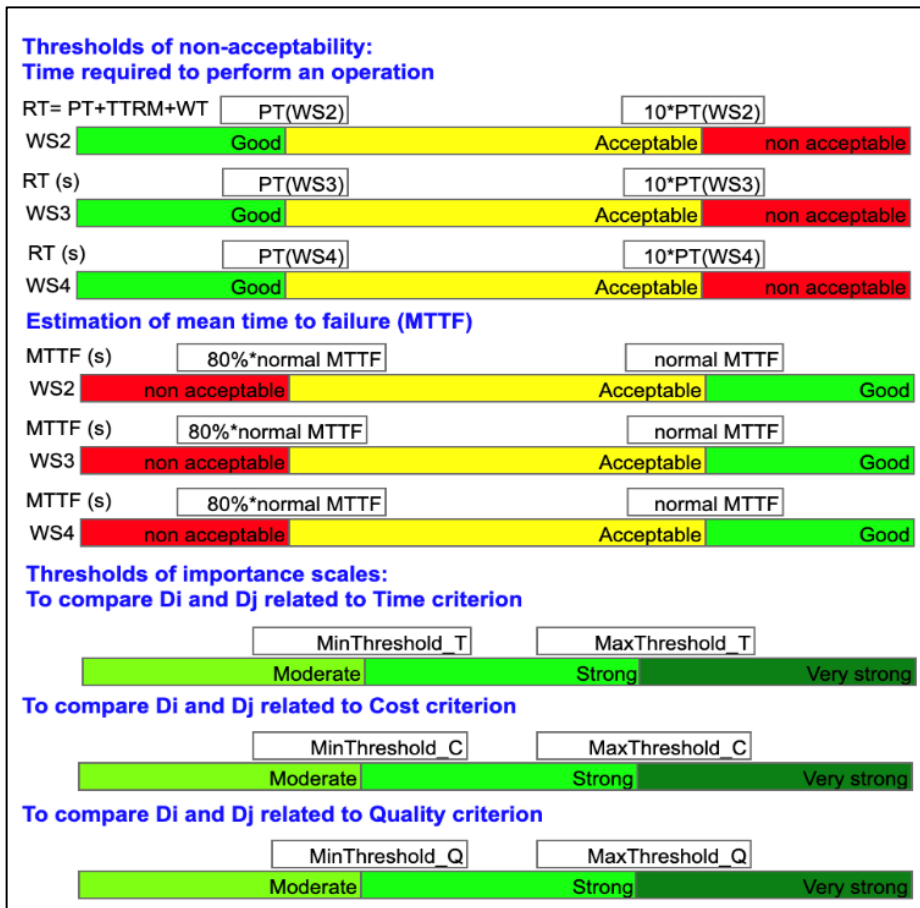 Thresholds of non-acceptability:
Time required to perform an operation
RT= PT+TTRM+WT PT(WS2) 10*PT(WS2)
WS2 Good Acceptable non acceptable
RT (s) PT(WS3) 10*PT(WS3)
WS3 Good Acceptable non acceptable
RT (s) PT(WS4) 10*PT(WS4)
WS4 Good Acceptable non acceptable
Estimation of mean time to failure (MTTF)
MTTF (s) 80%*normal MTTF normal MTTF
WS2 non acceptable Acceptable Good
MTTF (s) 80%*normal MTTF normal MTTF
WS3 non acceptable Acceptable Good
MTTF (s) 80%*normal MTTF normal MTTF
WS4 non acceptable Acceptable Good
Thresholds of importance scales:
To compare Di and Dj related to Time criterion
MinThreshold_T MaxThreshold_T
Moderate Strong Very strong
To compare Di and Dj related to Cost criterion
MinThreshold_C MaxThreshold_C
Moderate Strong Very strong
To compare Di and Dj related to Quality criterion
MinThreshold_Q MaxThreshold_Q
Moderate Strong Very strong